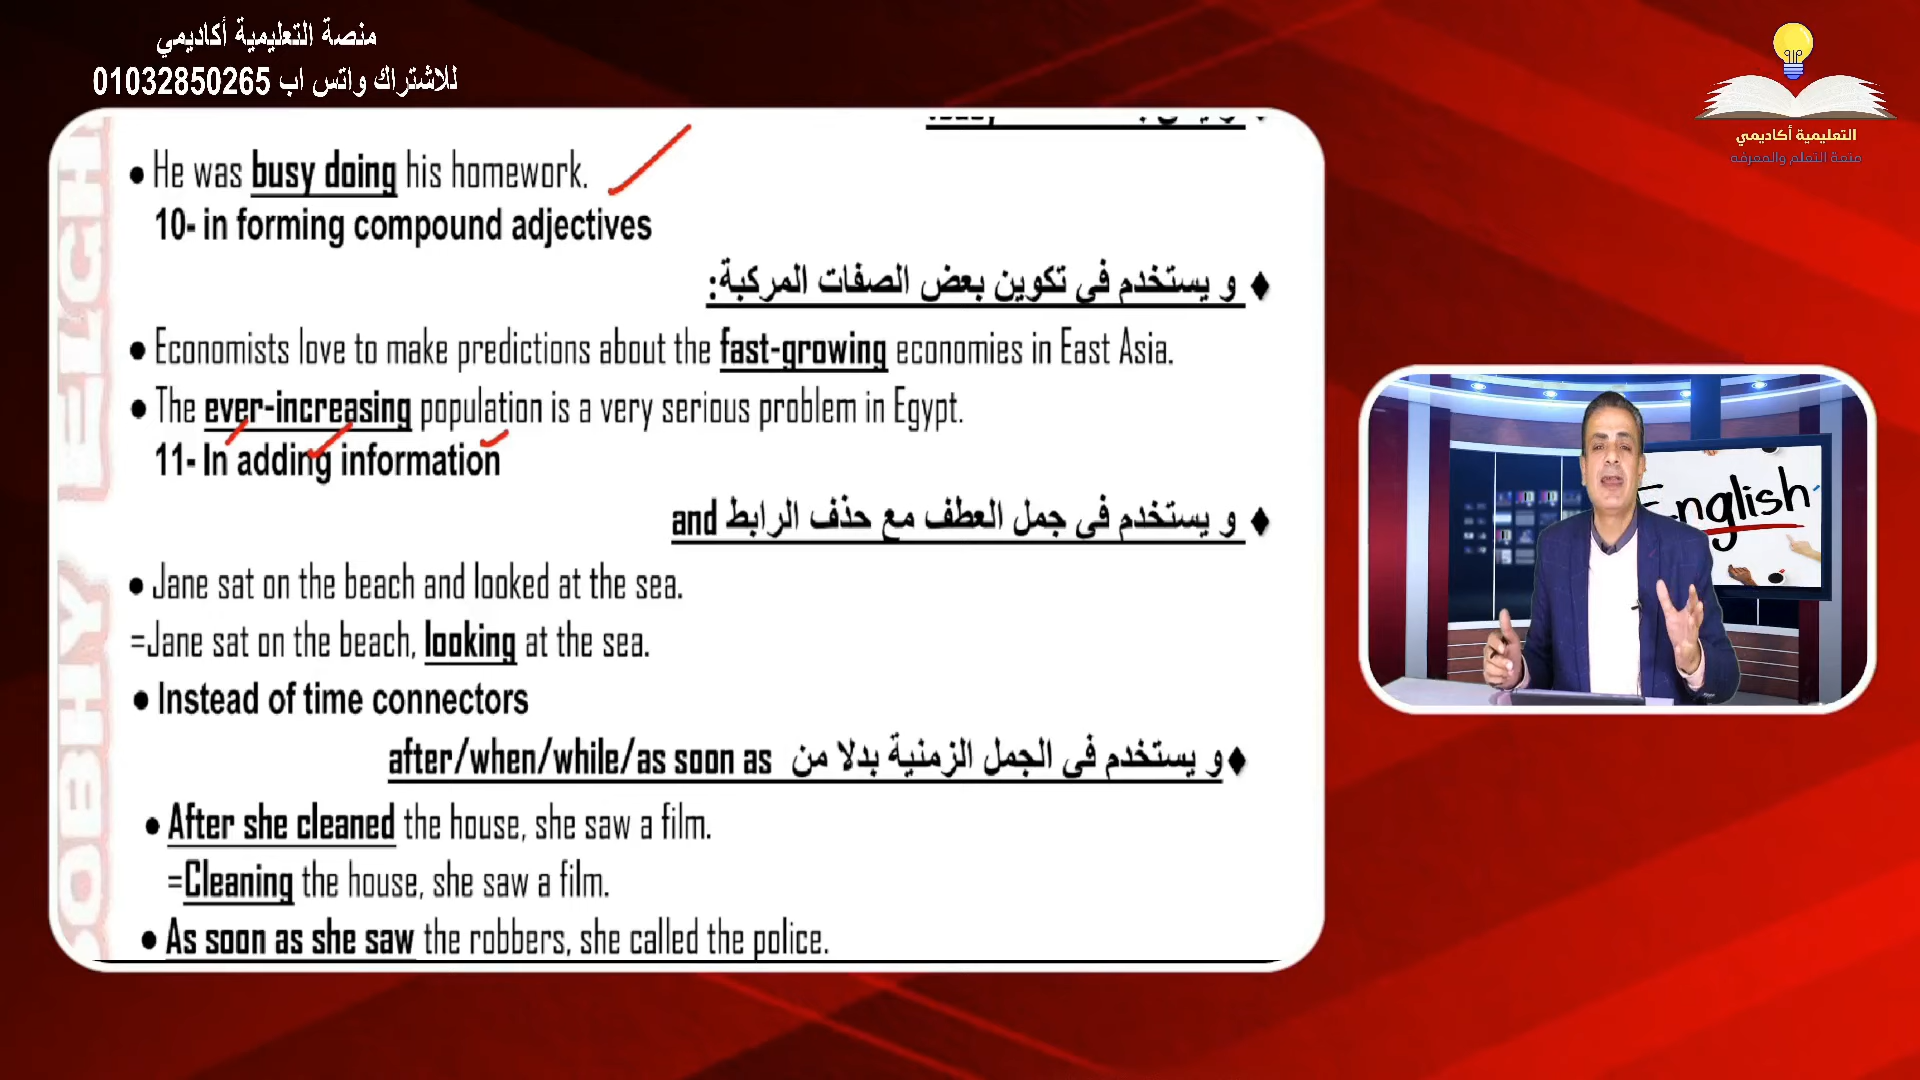 منصة التعليمية أكاديمي
للاشتراك واتس اب 01032850265
التعليمية أكاديمي
متعة التعلم والمعرفه
• He was busy doing his homework.
10- in forming compound adjectives
♦ و يستخدم فى تكوين بعض الصفات المركبة:
• Economists love to make predictions about the fast-growing economies in East Asia.
• The ever-increasing population is a very serious problem in Egypt.
11- In adding information
♦ و يستخدم فى جمل العطف مع حذف الرابط and
• Jane sat on the beach and looked at the sea.
=Jane sat on the beach, looking at the sea.
• Instead of time connectors
♦ و يستخدم فى الجمل الزمنية بدلا من after/when/while/as soon as
• After she cleaned the house, she saw a film.
=Cleaning the house, she saw a film.
• As soon as she saw the robbers, she called the police.
English